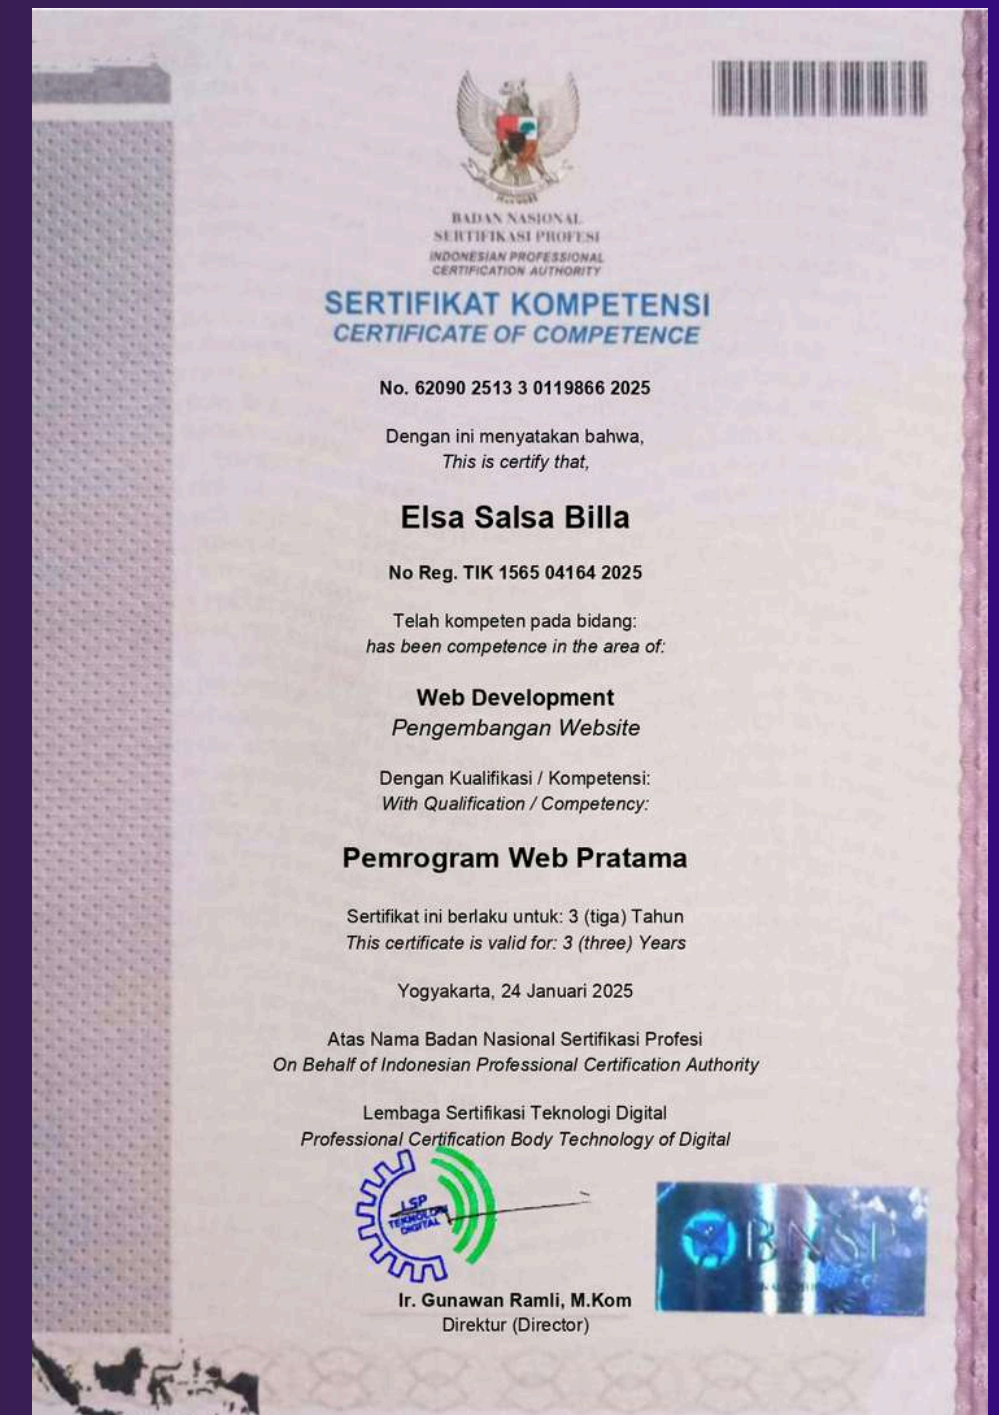 BADAN NASIONAL
SERTIFIKASI PROFESI
INDONESIAN PROFESSIONAL
CERTIFICATION AUTHORITY
SERTIFIKAT KOMPETENSI
CERTIFICATE OF COMPETENCE
No. 62090 2513 3 0119866 2025
Dengan ini menyatakan bahwa,
This is certify that,
Elsa Salsa Billa
No Reg. TIK 1565 04164 2025
Telah kompeten pada bidang:
has been competence in the area of:
Web Development
Pengembangan Website
Dengan Kualifikasi / Kompetensi:
With Qualification / Competency:
Pemrogram Web Pratama
Sertifikat ini berlaku untuk: 3 (tiga) Tahun
This certificate is valid for: 3 (three) Years
Yogyakarta, 24 Januari 2025
Atas Nama Badan Nasional Sertifikasi Profesi
On Behalf of Indonesian Professional Certification Authority
Lembaga Sertifikasi Teknologi Digital
Professional Certification Body Technology of Digital
LSP
TEKNOLOGI
DIGITAL
BNSP
Ir. Gunawan Ramli, M.Kom
Direktur (Director)